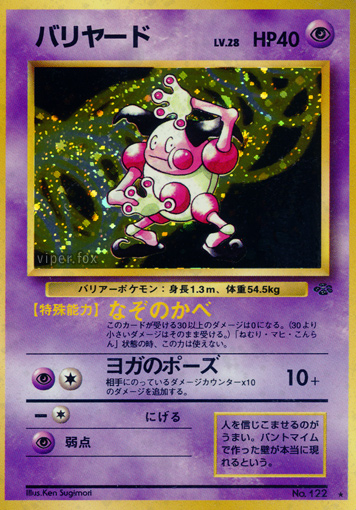 バリヤード LV.28 HP40
viper.fox
バリアーポケモン：身長1.3m、体重54.5kg
【特殊能力】なぞのかべ
このカードが受ける30以上のダメージは0になる。（30より
小さいダメージはそのまま受ける。）「ねむり・マヒ・こんら
ん」状態の時、この力は使えない。
ヨガのポーズ 10+
相手にのっているダメージカウンター×10
のダメージを追加する。
にげる
弱点
人を信じこませるのが
うまい。パントマイム
で作った壁が本当に現
れるという。
Illus.Ken Sugimori
No.122